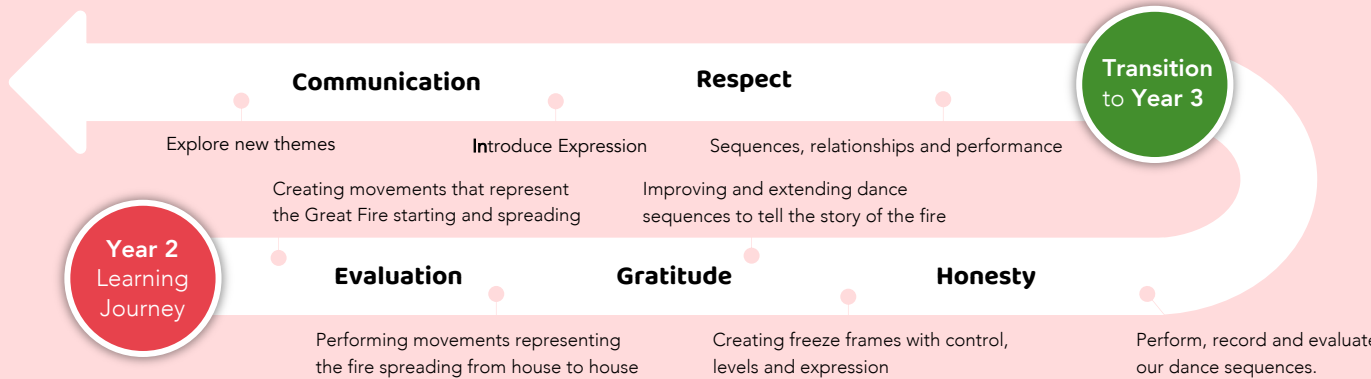 Communication
Respect
Transition
to Year 3
Explore new themes
Introduce Expression
Sequences, relationships and performance
Creating movements that represent
the Great Fire starting and spreading
Improving and extending dance
sequences to tell the story of the fire
Year 2
Learning
Journey
Evaluation
Gratitude
Honesty
Performing movements representing
the fire spreading from house to house
Creating freeze frames with control,
levels and expression
Perform, record and evaluate
our dance sequences.